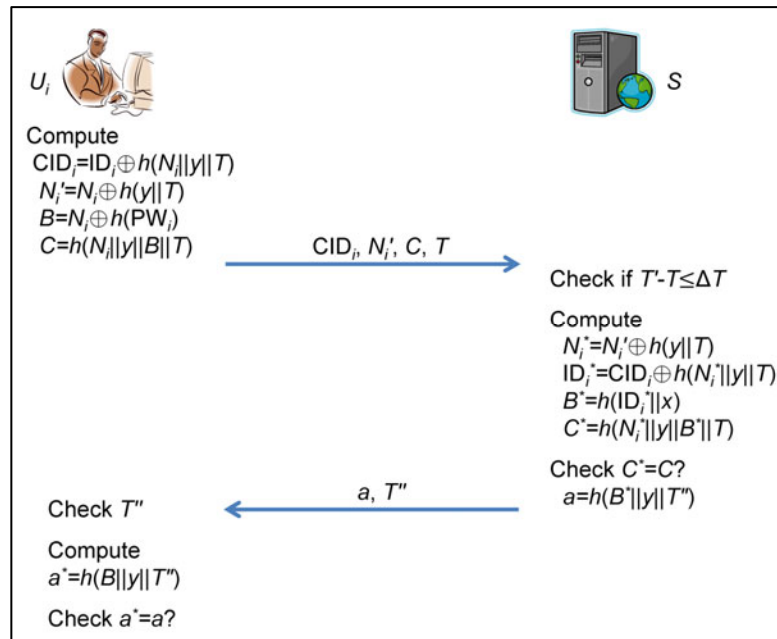 U_i
S
Compute
CID_i=ID_i⊕h(N_i||y||T)
N_i'=N_i⊕h(y||T)
B=N_i⊕h(PW_i)
C=h(N_i||y||B||T)
CID_i, N_i', C, T
Check if T'-T≤ΔT
Compute
N_i^*=N_i'⊕h(y||T)
ID_i^*=CID_i⊕h(N_i^*||y||T)
B^*=h(ID_i^*||x)
C^*=h(N_i^*||y||B^*||T)
Check C^*=C?
a=h(B^*||y||T'')
a, T''
Check T''
Compute
a^*=h(B||y||T'')
Check a^*=a?